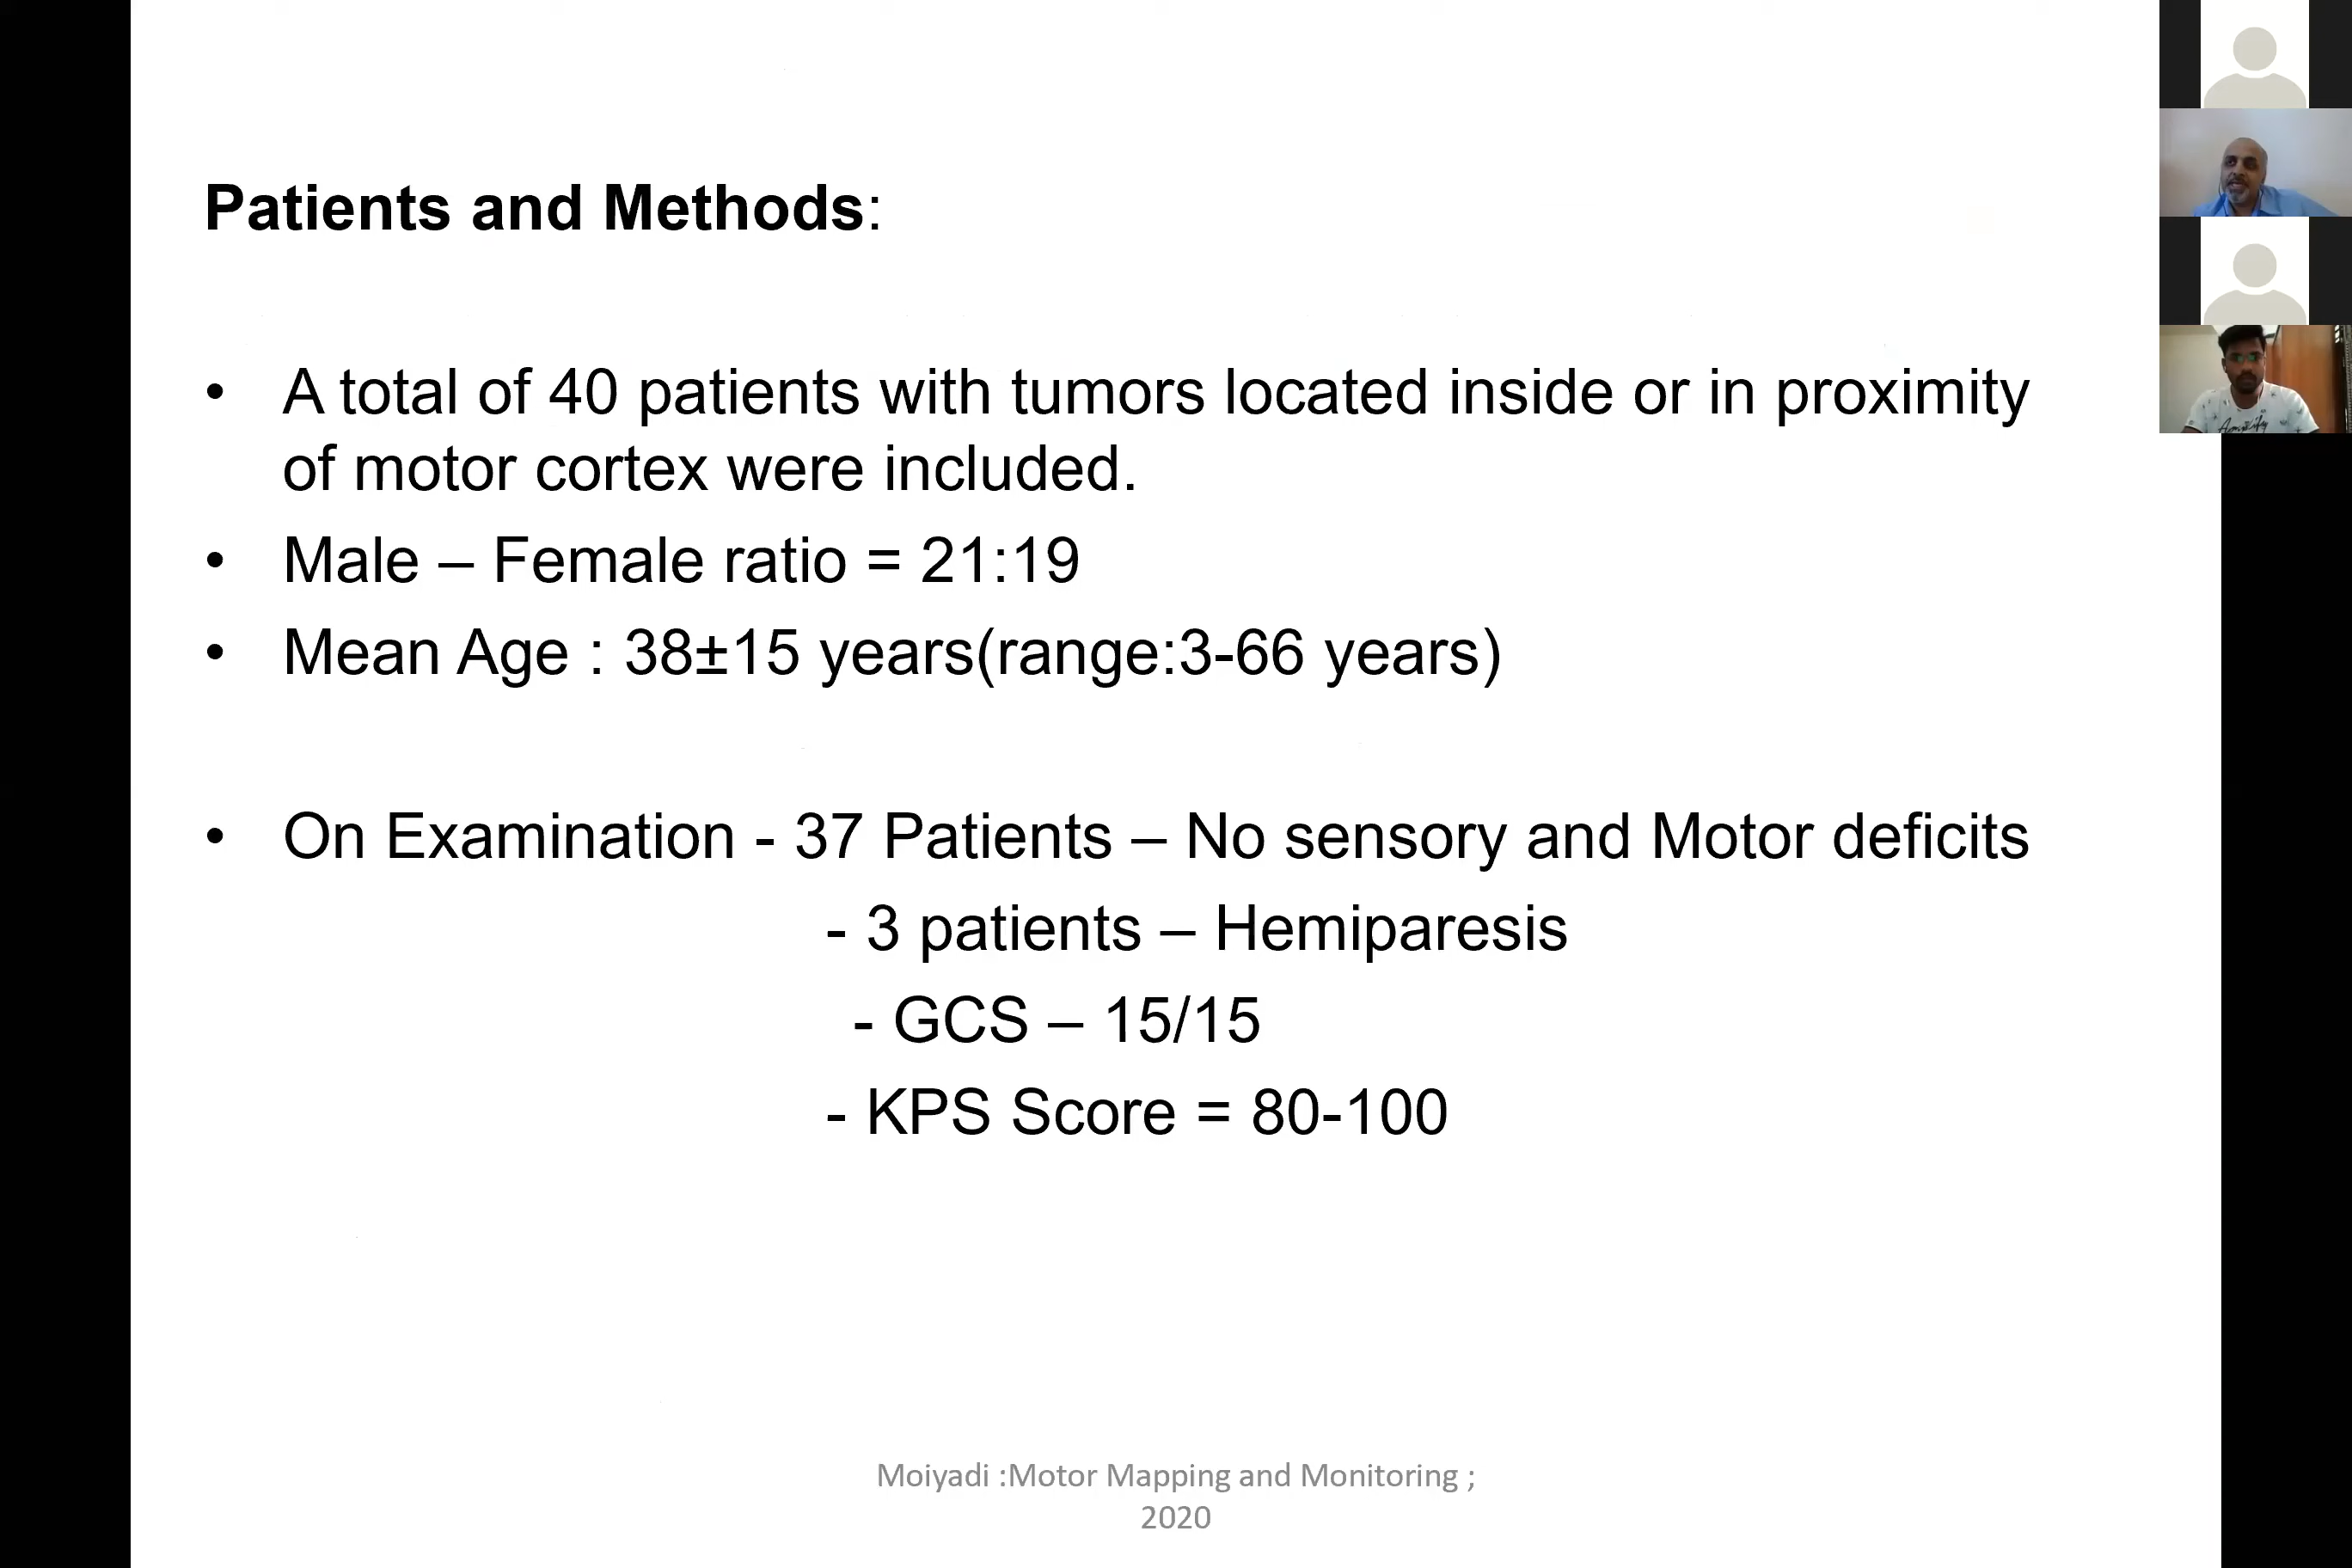 Patients and Methods:
• A total of 40 patients with tumors located inside or in proximity
of motor cortex were included.
• Male – Female ratio = 21:19
• Mean Age : 38±15 years(range:3-66 years)
• On Examination - 37 Patients – No sensory and Motor deficits
- 3 patients – Hemiparesis
- GCS – 15/15
- KPS Score = 80-100
Moiyadi :Motor Mapping and Monitoring ;
2020